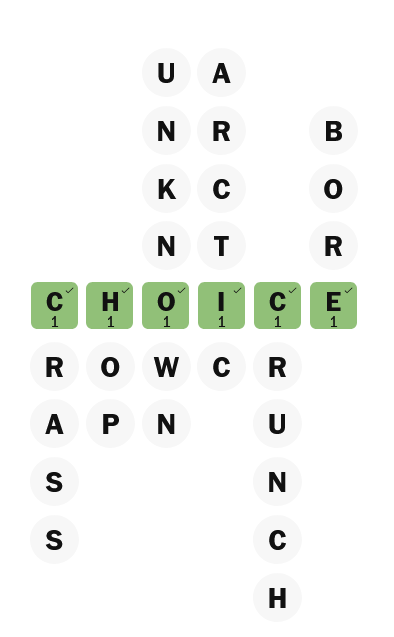 U A
N R B
K C O
N T R
C H O I C E
1 1 1 1 1 1
R O W C R
A P N U
S N
S C
H